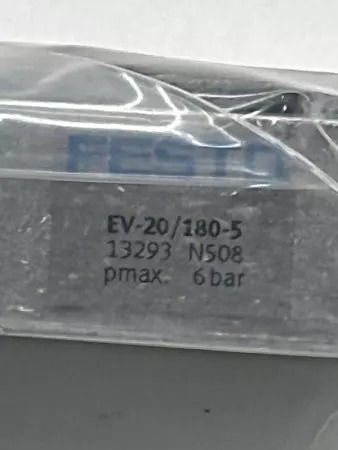 FESTO
EV-20/180-5
13293 N508
pmax. 6 bar